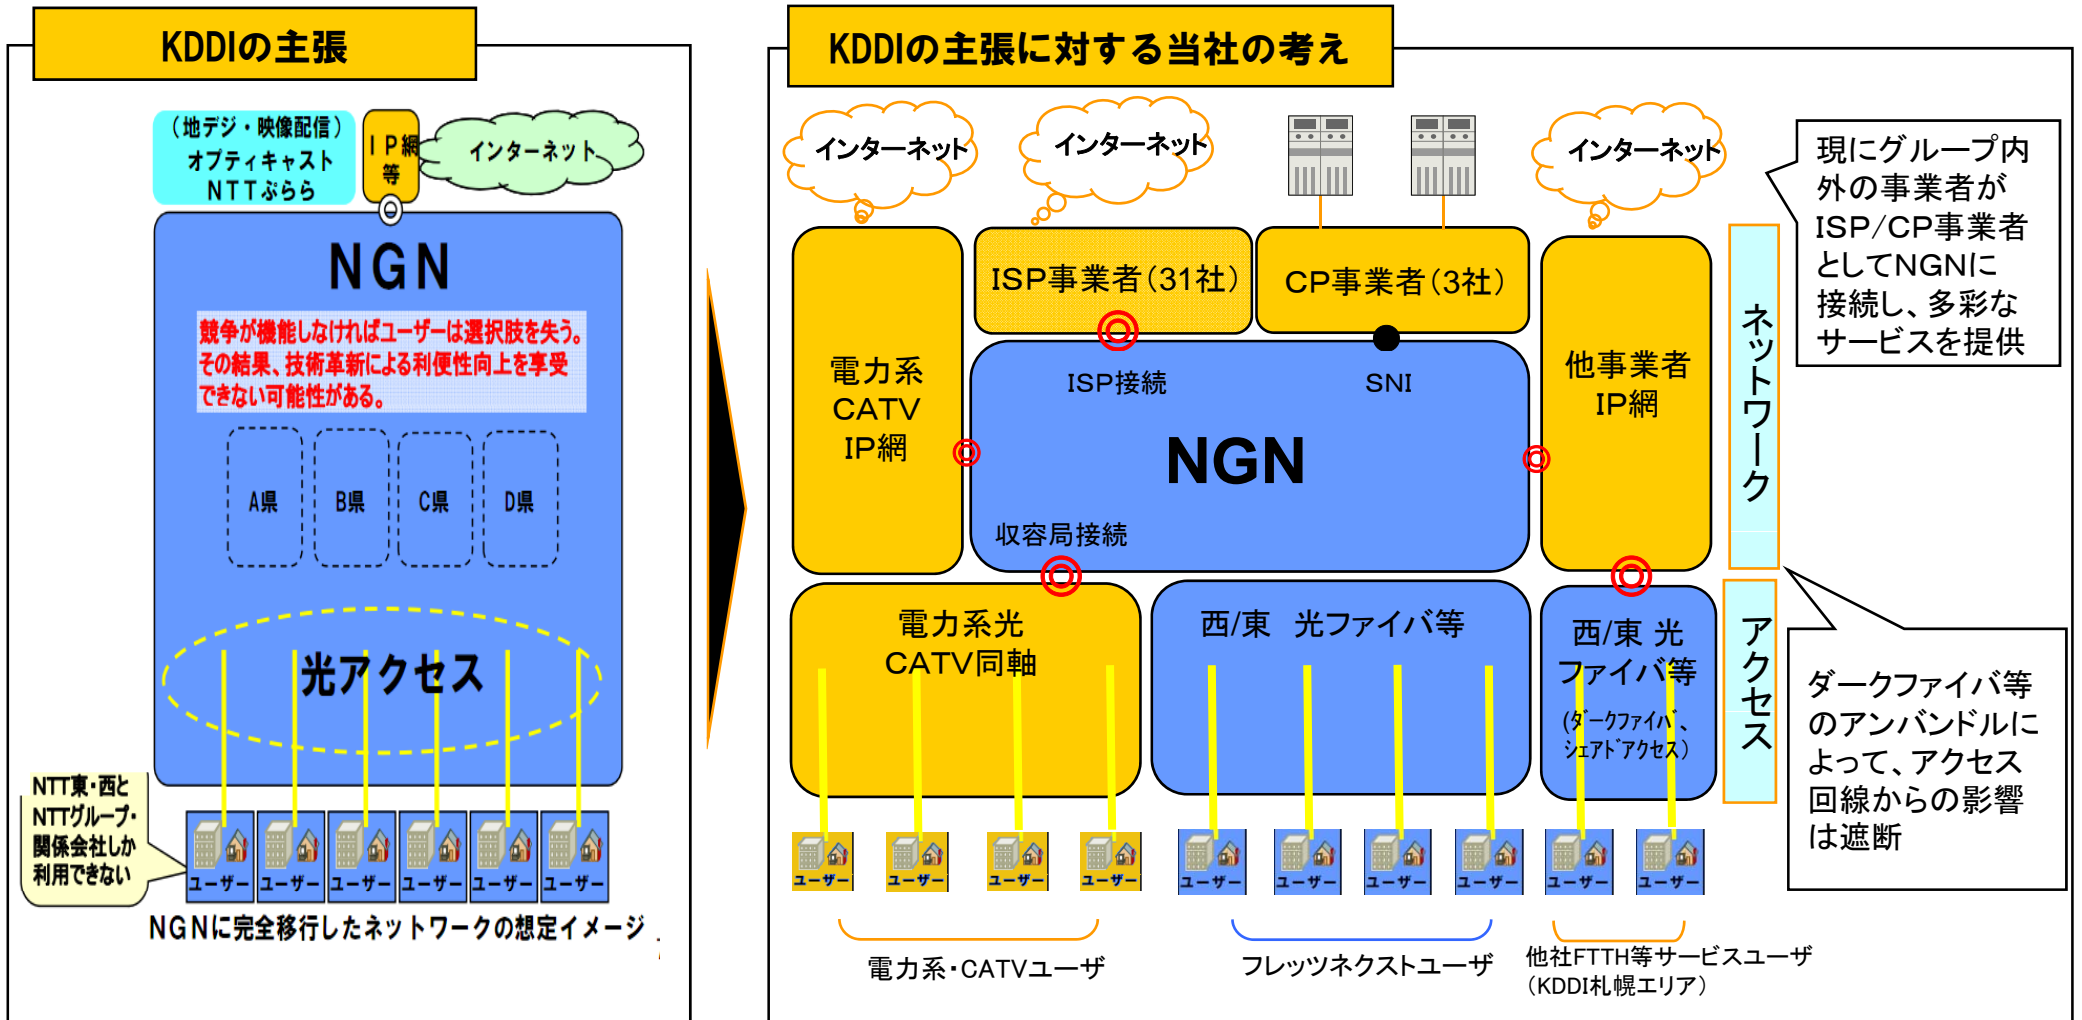 KDDIの主張
(地デジ・映像配信)
オプティキャスト
NTTぷらら
IP網
等
インターネット
NGN
競争が機能しなければユーザーは選択肢を失う。
その結果、技術革新による利便性向上を享受
できない可能性がある。
A県
B県
C県
D県
光アクセス
NTT東・西と
NTTグループ・
関係会社しか
利用できない
ユーザー
ユーザー
ユーザー
ユーザー
ユーザー
ユーザー
NGNに完全移行したネットワークの想定イメージ
KDDIの主張に対する当社の考え
インターネット
インターネット
インターネット
ISP事業者(31社)
CP事業者(3社)
電力系
CATV
IP網
ISP接続
SNI
NGN
収容局接続
他事業者
IP網
ネットワーク
現にグループ内
外の事業者が
ISP/CP事業者
としてNGNに
接続し、多彩な
サービスを提供
電力系光
CATV同軸
西/東 光ファイバ等
西/東 光
ファイバ等
(ダークファイバ、
シェアドアクセス)
アクセス
ダークファイバ等
のアンバンドルに
よって、アクセス
回線からの影響
は遮断
ユーザー
ユーザー
ユーザー
ユーザー
ユーザー
ユーザー
ユーザー
ユーザー
ユーザー
ユーザー
電力系・CATVユーザ
フレッツネクストユーザ
他社FTTH等サービスユーザ
(KDDI札幌エリア)